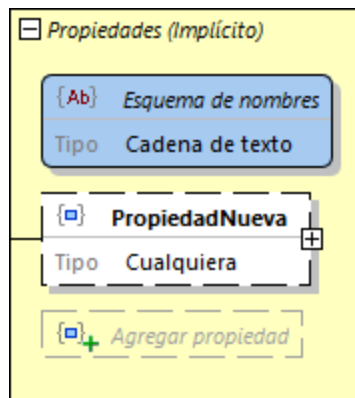 Propiedades (Implícito)
{Ab} Esquema de nombres
Tipo Cadena de texto
{} PropiedadNueva
Tipo Cualquiera
{} Agregar propiedad